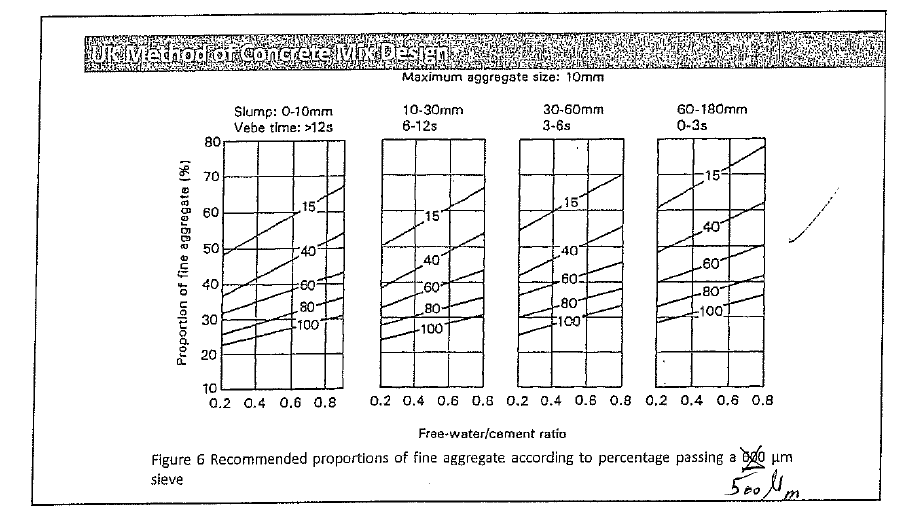 UK Method of Concrete Mix Design
Maximum aggregate size: 10mm
Slump: 0-10mm 10-30mm 30-60mm 60-180mm
Vebe time: >12s 6-12s 3-6s 0-3s
Proportion of fine aggregate (%)
80
70
60
50
40
30
20
10
15 15 15 15
40 40 40 40
60 60 60 60
80 80 80 80
100 100 100 100
0.2 0.4 0.6 0.8 0.2 0.4 0.6 0.8 0.2 0.4 0.6 0.8 0.2 0.4 0.6 0.8
Free-water/cement ratio
Figure 6 Recommended proportions of fine aggregate according to percentage passing a 600 μm
sieve
500 μm